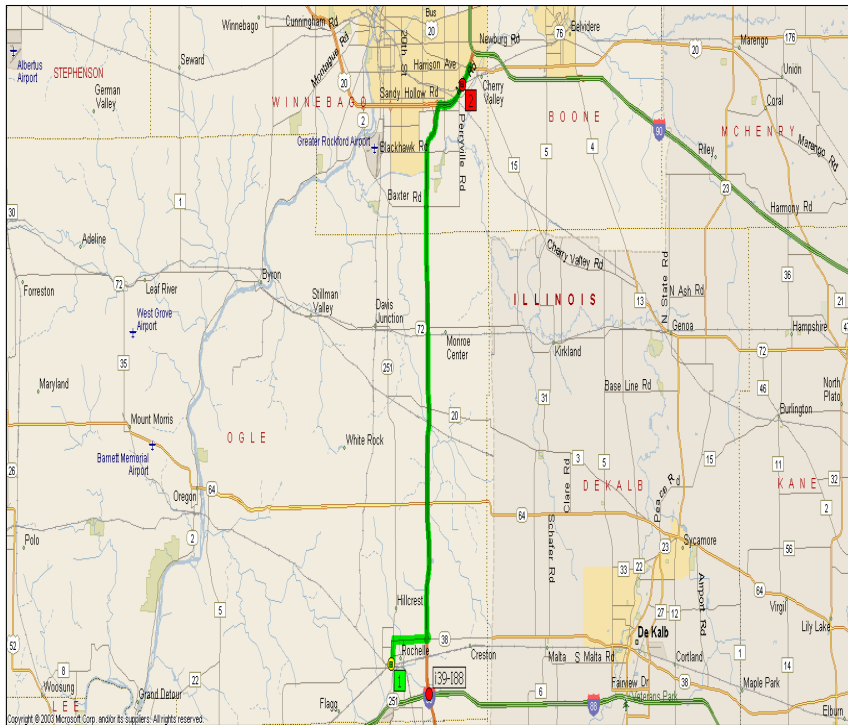 Winnebago
Cunningham Rd
Bus
20
Newburg Rd
Belvidere
76
176
Marengo
20
Albertus
Airport
Seward
Montague Rd
20th St
Harrison Ave
Union
STEPHENSON
German
Valley
20
Sandy Hollow Rd
Cherry
Valley
2
Coral
WINNEBAGO
2
BOONE
MCHENRY
Greater Rockford Airport
Blackhawk Rd
Perryville Rd
15
5
4
90
Riley
Marengo Rd
23
Baxter Rd
1
Harmony Rd
30
Adeline
Cherry Valley Rd
N State Rd
36
Forreston
72
Leaf River
Byron
ILLINOIS
13
N Ash Rd
21
West Grove
Airport
Stillman
Valley
Davis
Junction
72
Monroe
Center
Genoa
Hampshire
47
Kirkland
72
35
251
Base Line Rd
46
North
Plato
Maryland
31
Burlington
20
Mount Morris
OGLE
White Rock
Barnett Memorial
Airport
Clare Rd
3
5
15
11
26
DEKALB
Peace Rd
KANE
32
Oregon
64
2
64
Polo
2
Schafer Rd
23
Sycamore
56
33
22
Airport Rd
64
5
Hillcrest
27
12
Virgil
Lily Lake
52
38
De Kalb
Rochelle
Creston
Malta
S Malta Rd
Cortland
1
8
1
I39-I88
38
14
Woosung
22
Fairview Dr
Maple Park
LEE
Grand Detour
Flagg
251
6
88
Veterans Park
Elburn
Copyright © 2003 Microsoft Corp. and/or its suppliers. All rights reserved.